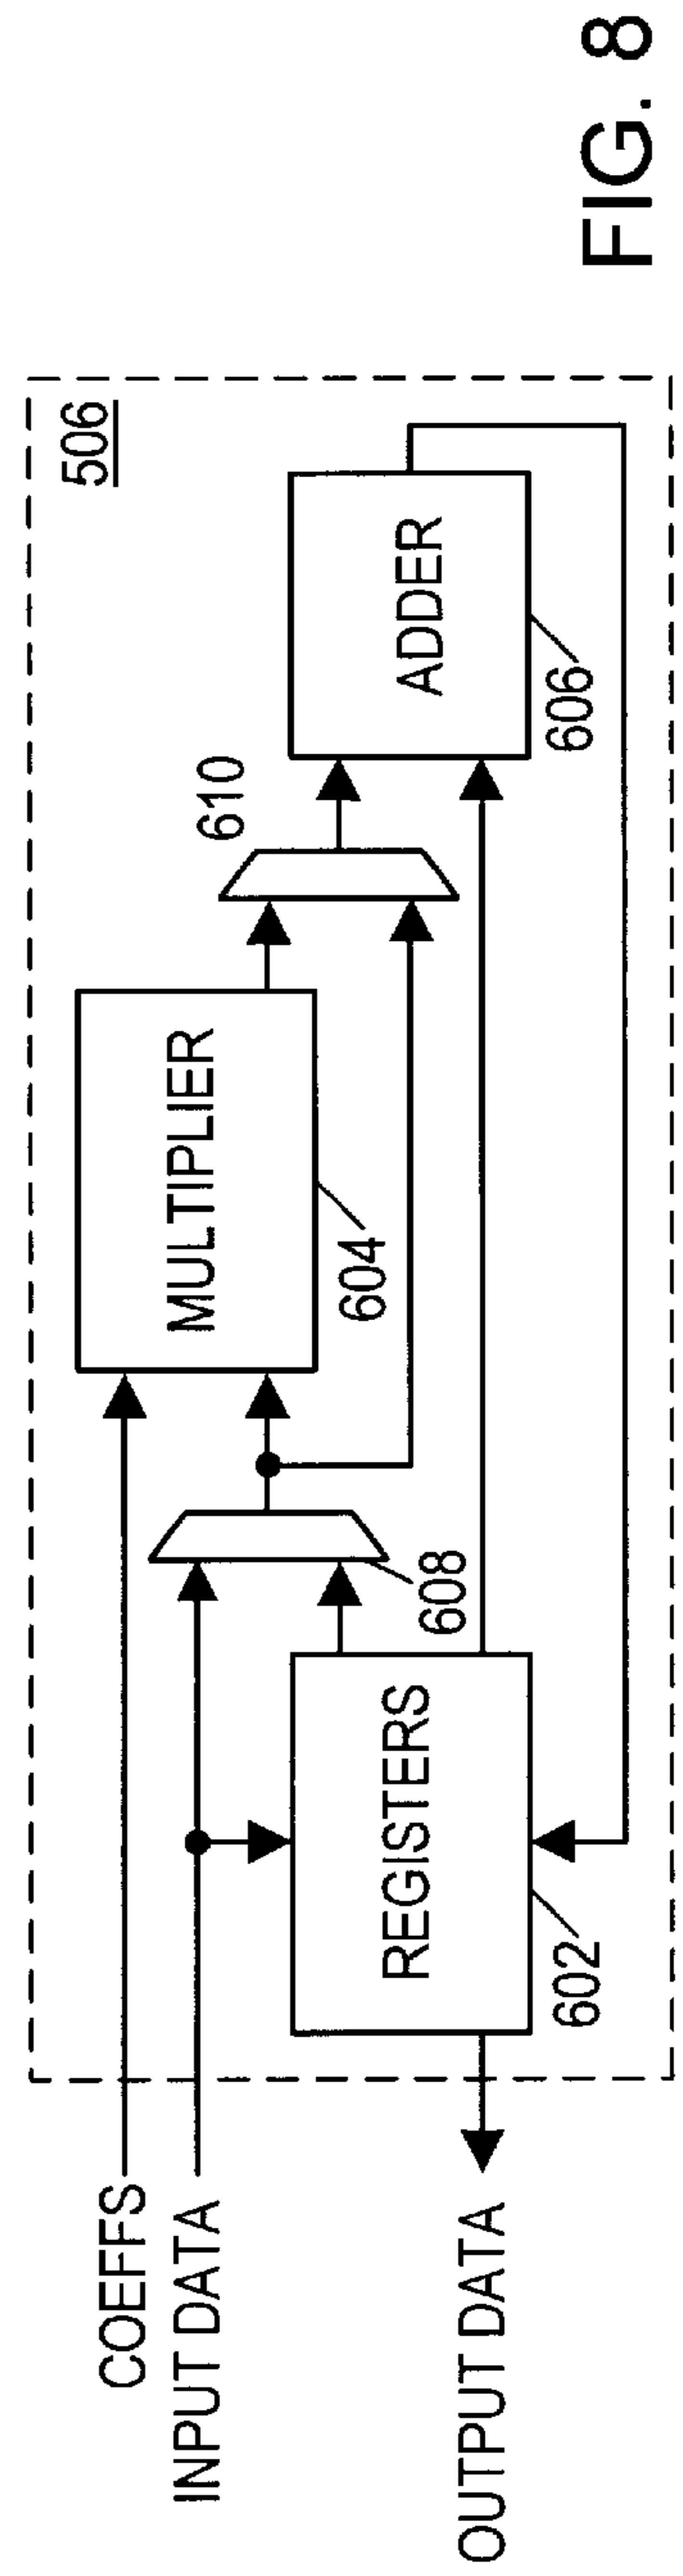 506
COEFFS
INPUT DATA
OUTPUT DATA
REGISTERS
602
608
MULTIPLIER
604
610
ADDER
606
FIG. 8